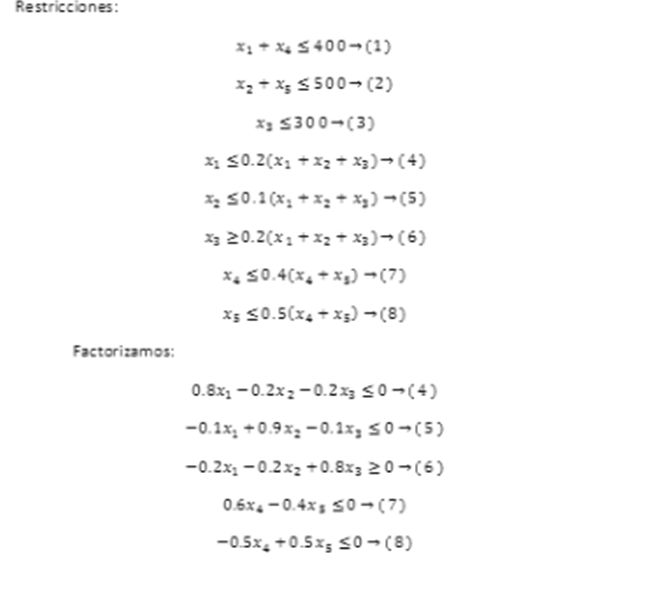 Restricciones:
x₁ + x₄ ≤ 400→(1)
x₂ + x₅ ≤ 500→(2)
x₃ ≤ 300→(3)
x₁ ≤ 0.2(x₁ + x₂ + x₃)→(4)
x₂ ≤ 0.1(x₁ + x₂ + x₃)→(5)
x₃ ≥ 0.2(x₁ + x₂ + x₃)→(6)
x₄ ≤ 0.4(x₄ + x₅)→(7)
x₅ ≤ 0.5(x₄ + x₅)→(8)
Factorizamos:
0.8x₁ − 0.2x₂ − 0.2x₃ ≤ 0→(4)
−0.1x₁ + 0.9x₂ − 0.1x₃ ≤ 0→(5)
−0.2x₁ − 0.2x₂ + 0.8x₃ ≥ 0→(6)
0.6x₄ − 0.4x₅ ≤ 0→(7)
−0.5x₄ + 0.5x₅ ≤ 0→(8)